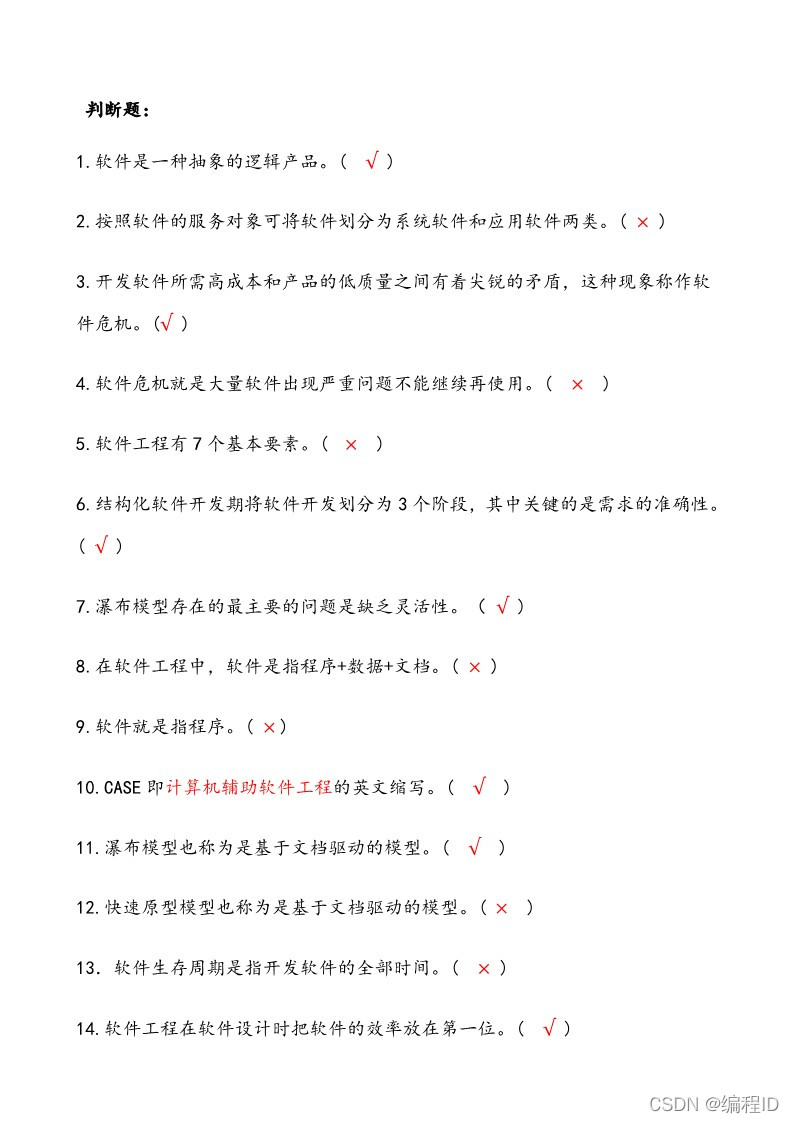 判断题：
1.软件是一种抽象的逻辑产品。( √ )
2.按照软件的服务对象可将软件划分为系统软件和应用软件两类。( × )
3.开发软件所需高成本和产品的低质量之间有着尖锐的矛盾，这种现象称作软
件危机。(√ )
4.软件危机就是大量软件出现严重问题不能继续再使用。( × )
5.软件工程有 7 个基本要素。( × )
6.结构化软件开发期将软件开发划分为 3 个阶段，其中关键的是需求的准确性。
( √ )
7.瀑布模型存在的最主要的问题是缺乏灵活性。 ( √ )
8.在软件工程中，软件是指程序+数据+文档。( × )
9.软件就是指程序。( ×)
10.CASE 即计算机辅助软件工程的英文缩写。( √ )
11.瀑布模型也称为是基于文档驱动的模型。( √ )
12.快速原型模型也称为是基于文档驱动的模型。( × )
13. 软件生存周期是指开发软件的全部时间。( × )
14.软件工程在软件设计时把软件的效率放在第一位。( √ )
CSDN @编程ID